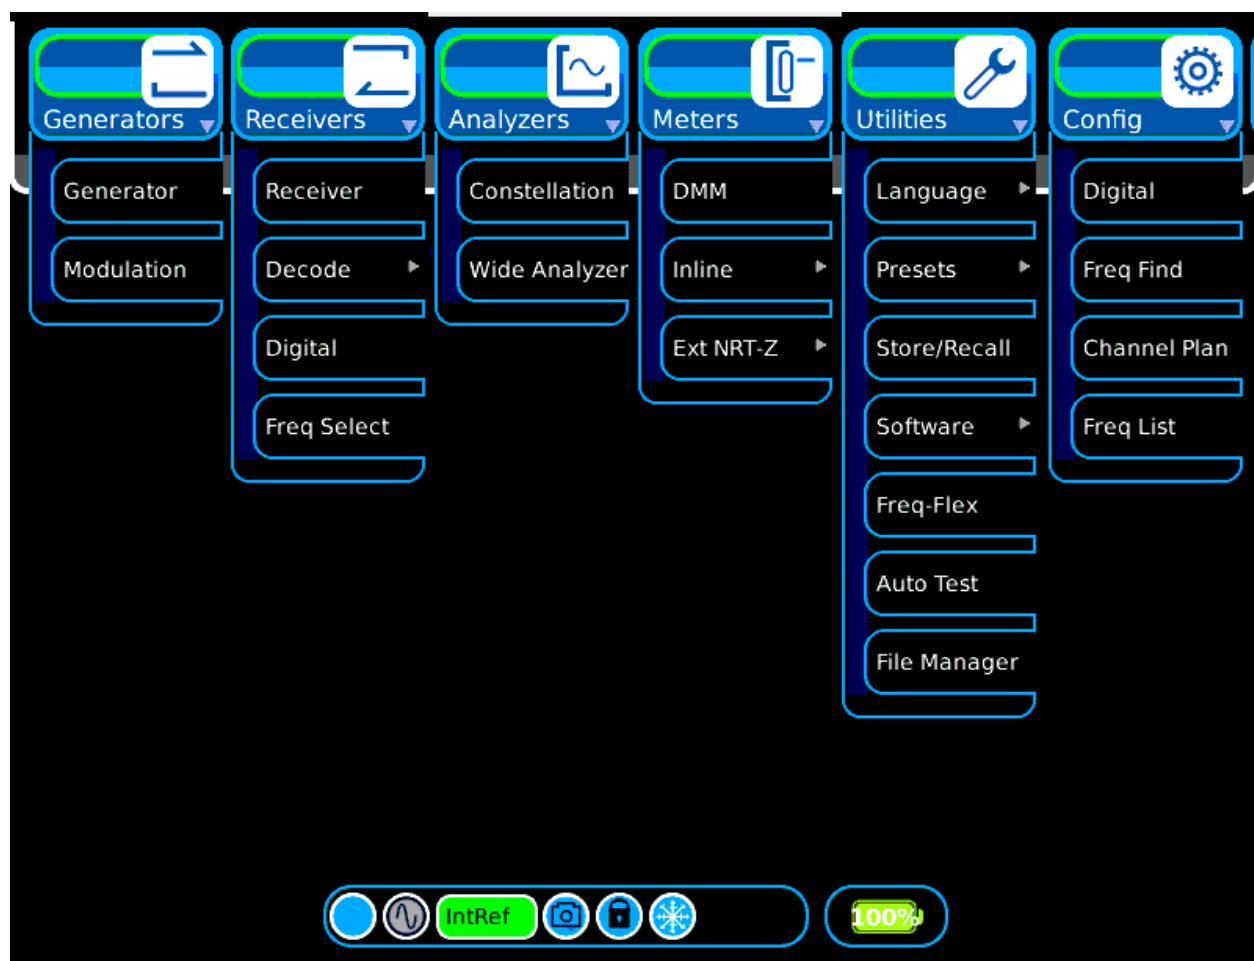 Generators
Receivers
Analyzers
Meters
Utilities
Config
Generator
Receiver
Constellation
DMM
Language
Digital
Modulation
Decode
Wide Analyzer
Inline
Presets
Freq Find
Digital
Ext NRT-Z
Store/Recall
Channel Plan
Freq Select
Software
Freq List
Freq-Flex
Auto Test
File Manager
IntRef
100%